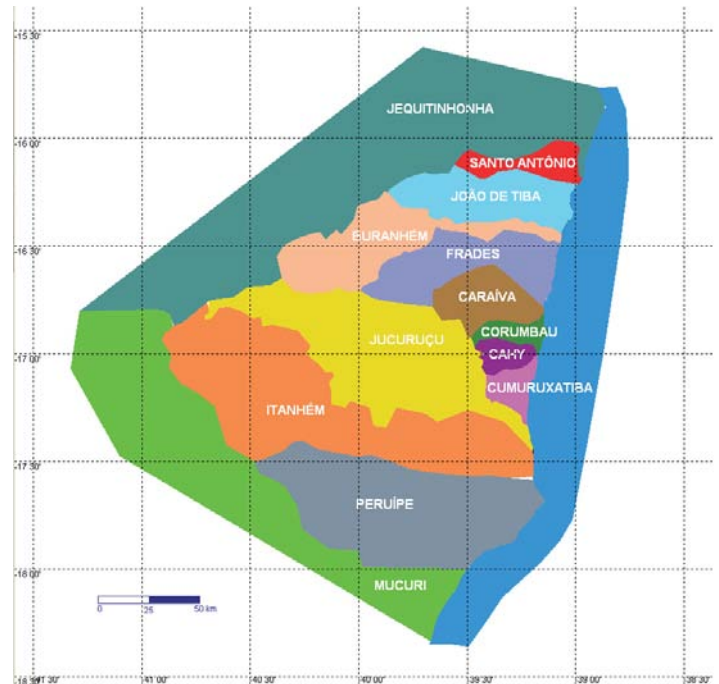 -15 30'
JEQUITINHONHA
-16 00'
SANTO ANTÔNIO
JOÃO DE TIBA
BURANHÉM
-16 30'
FRADES
CARAÍVA
CORUMBAU
JUCURUÇU
-17 00'
CAHY
CUMURUXATIBA
ITANHÉM
-17 30'
PERUÍPE
-18 00'
MUCURI
0 25 50 km
-41 30' -41 00' -40 30' -40 00' -39 30' -39 00' -38 30'